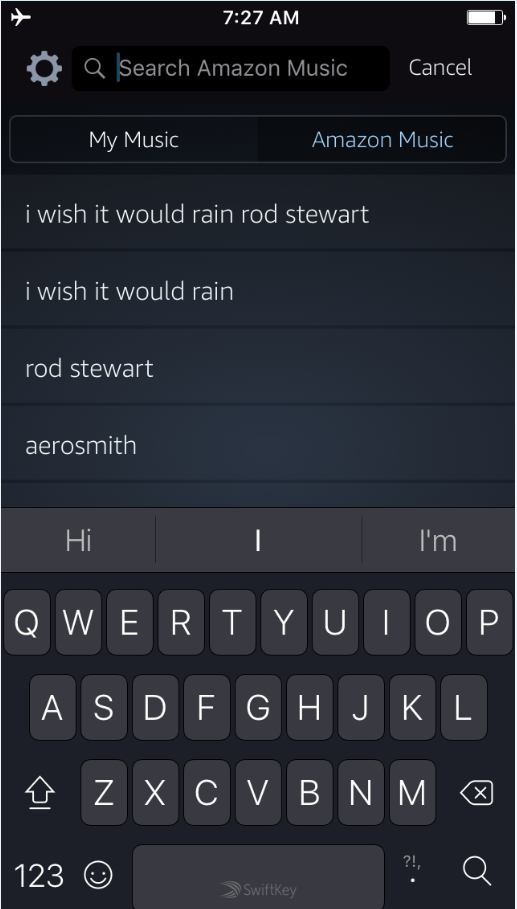 7:27 AM
Search Amazon Music
Cancel
My Music
Amazon Music
i wish it would rain rod stewart
i wish it would rain
rod stewart
aerosmith
Hi
I
I'm
Q W E R T Y U I O P
A S D F G H J K L
Z X C V B N M
123
?!,
.
SwiftKey